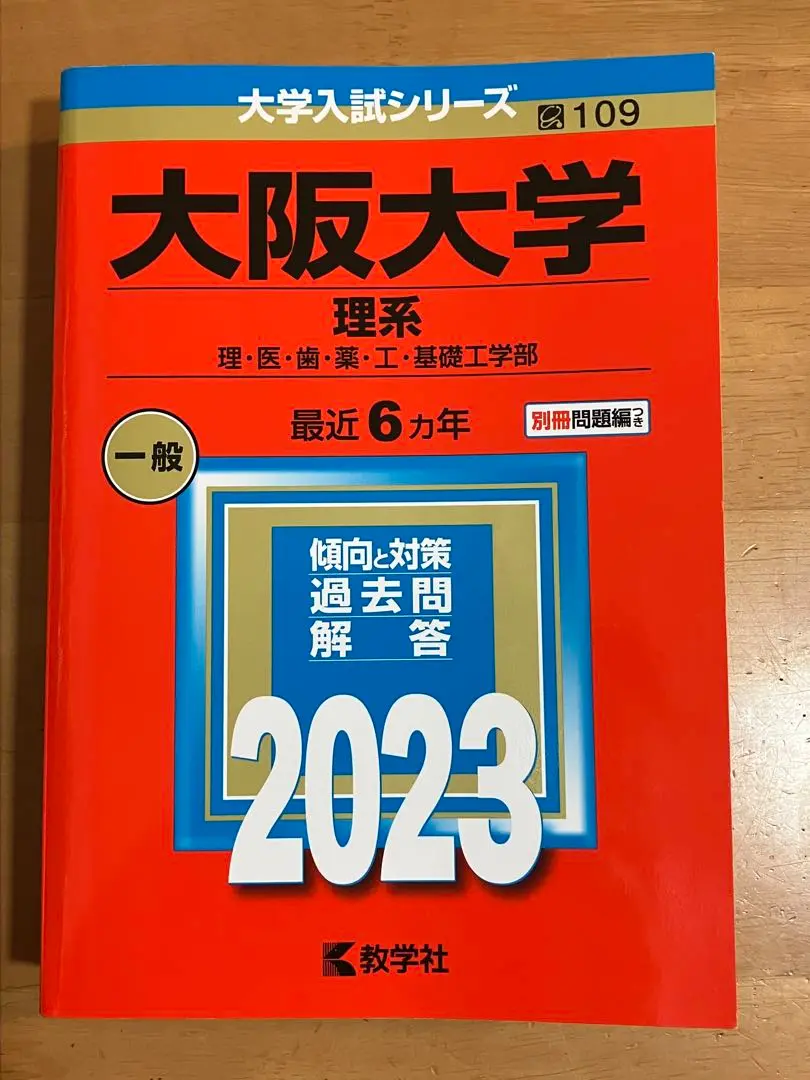 大学入試シリーズ 109
大阪大学
理系
理・医・歯・薬・工・基礎工学部
最近6カ年
別冊問題編つき
一般
傾向と対策
過去問
解答
2023
教学社